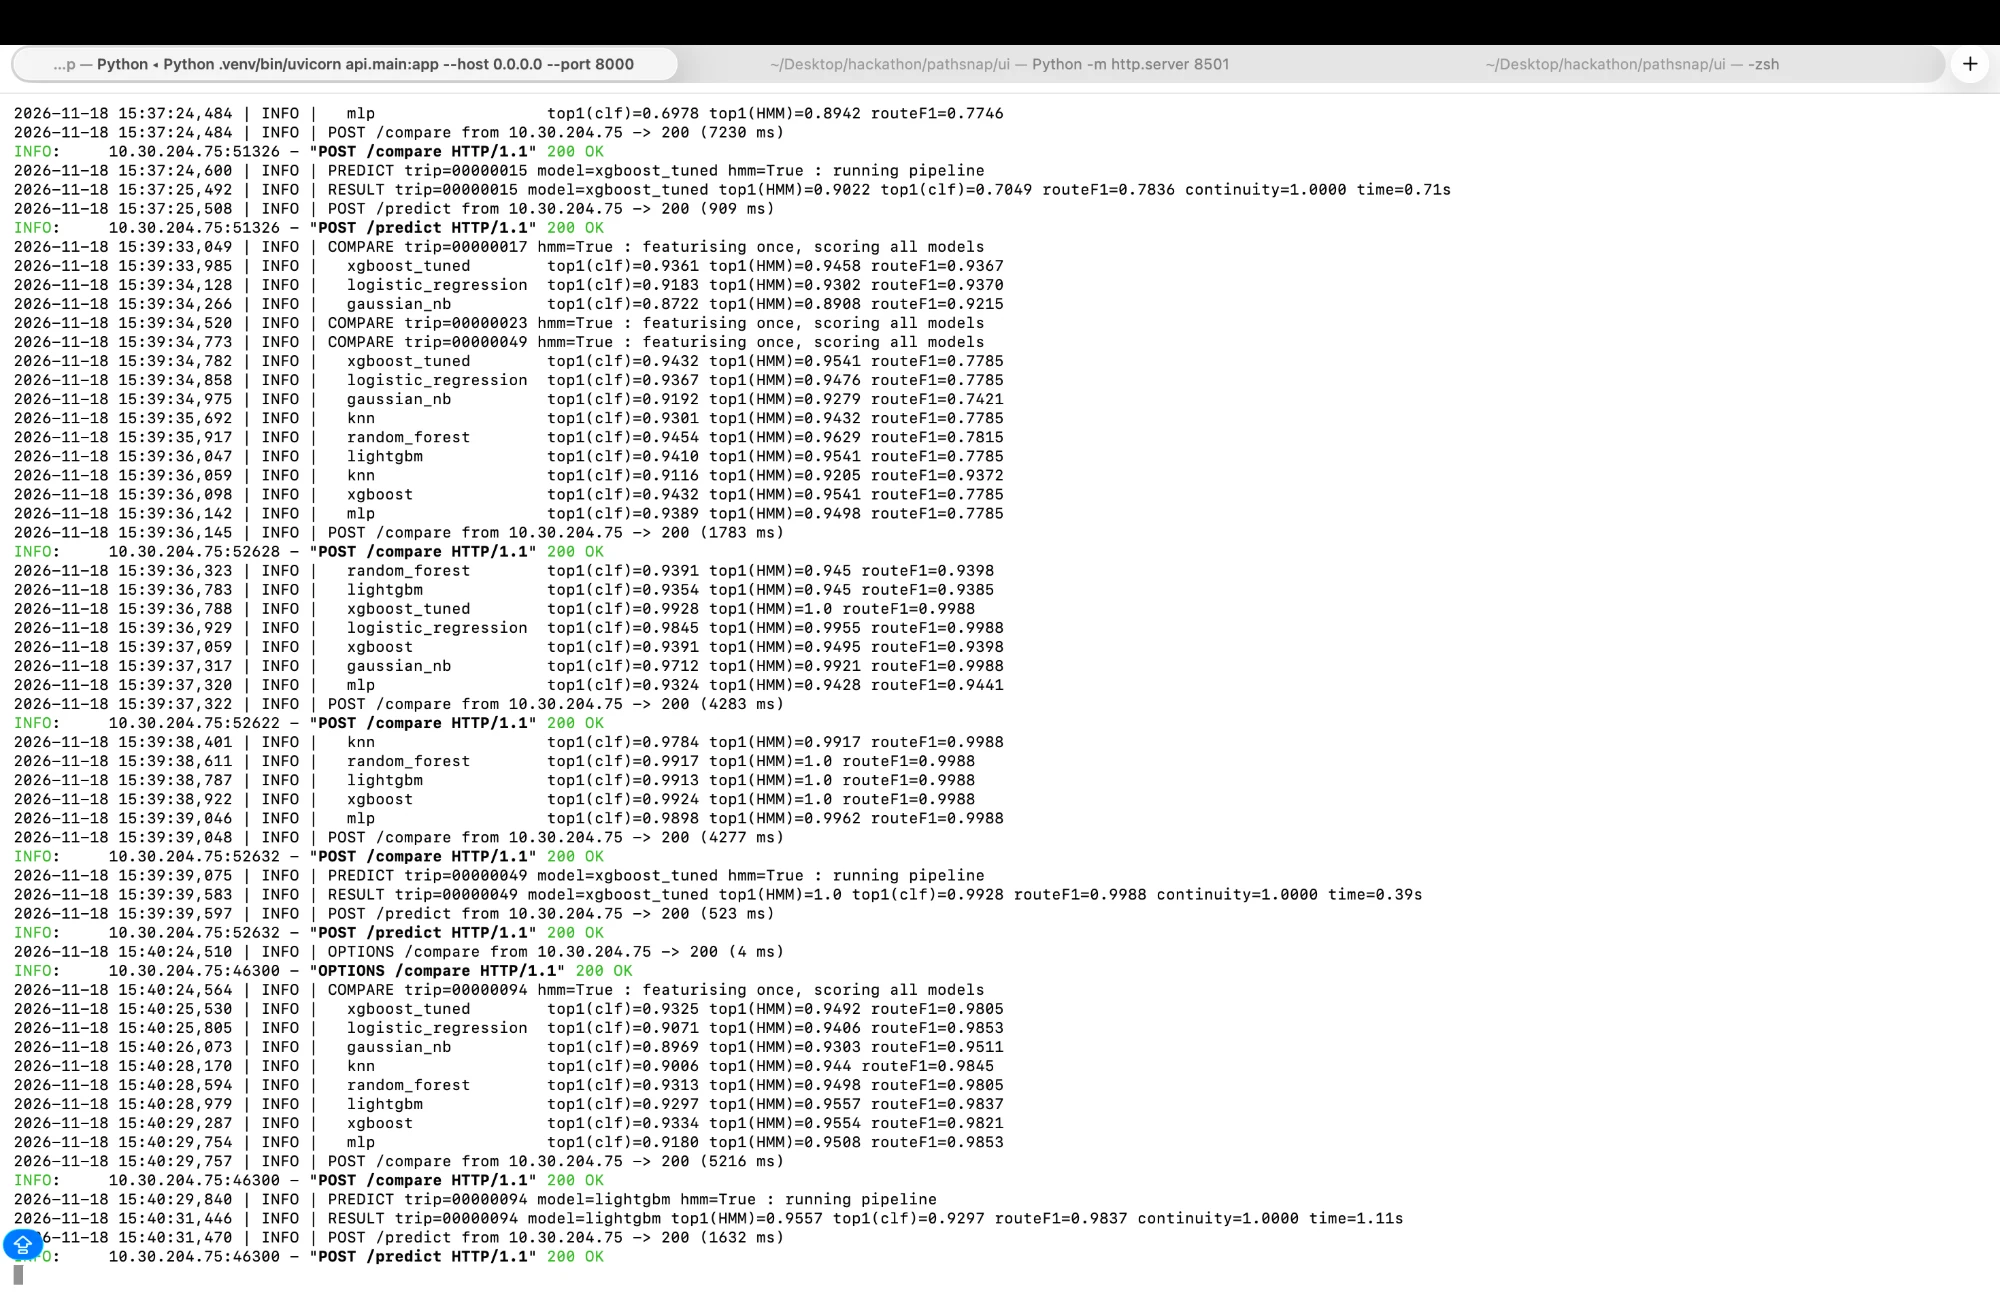 ...p — Python ◂ Python .venv/bin/uvicorn api.main:app --host 0.0.0.0 --port 8000
~/Desktop/hackathon/pathsnap/ui — Python -m http.server 8501
~/Desktop/hackathon/pathsnap/ui — -zsh
+
2026-11-18 15:37:24,484 | INFO |   mlp                  top1(clf)=0.6978 top1(HMM)=0.8942 routeF1=0.7746
2026-11-18 15:37:24,484 | INFO | POST /compare from 10.30.204.75 -> 200 (7230 ms)
INFO:     10.30.204.75:51326 - "POST /compare HTTP/1.1" 200 OK
2026-11-18 15:37:24,600 | INFO | PREDICT trip=00000015 model=xgboost_tuned hmm=True : running pipeline
2026-11-18 15:37:25,492 | INFO | RESULT trip=00000015 model=xgboost_tuned top1(HMM)=0.9022 top1(clf)=0.7049 routeF1=0.7836 continuity=1.0000 time=0.71s
2026-11-18 15:37:25,508 | INFO | POST /predict from 10.30.204.75 -> 200 (909 ms)
INFO:     10.30.204.75:51326 - "POST /predict HTTP/1.1" 200 OK
2026-11-18 15:39:33,049 | INFO | COMPARE trip=00000017 hmm=True : featurising once, scoring all models
2026-11-18 15:39:33,985 | INFO |   xgboost_tuned        top1(clf)=0.9361 top1(HMM)=0.9458 routeF1=0.9367
2026-11-18 15:39:34,128 | INFO |   logistic_regression  top1(clf)=0.9183 top1(HMM)=0.9302 routeF1=0.9370
2026-11-18 15:39:34,266 | INFO |   gaussian_nb          top1(clf)=0.8722 top1(HMM)=0.8908 routeF1=0.9215
2026-11-18 15:39:34,520 | INFO | COMPARE trip=00000023 hmm=True : featurising once, scoring all models
2026-11-18 15:39:34,773 | INFO | COMPARE trip=00000049 hmm=True : featurising once, scoring all models
2026-11-18 15:39:34,782 | INFO |   xgboost_tuned        top1(clf)=0.9432 top1(HMM)=0.9541 routeF1=0.7785
2026-11-18 15:39:34,858 | INFO |   logistic_regression  top1(clf)=0.9367 top1(HMM)=0.9476 routeF1=0.7785
2026-11-18 15:39:34,975 | INFO |   gaussian_nb          top1(clf)=0.9192 top1(HMM)=0.9279 routeF1=0.7421
2026-11-18 15:39:35,692 | INFO |   knn                  top1(clf)=0.9301 top1(HMM)=0.9432 routeF1=0.7785
2026-11-18 15:39:35,917 | INFO |   random_forest        top1(clf)=0.9454 top1(HMM)=0.9629 routeF1=0.7815
2026-11-18 15:39:36,047 | INFO |   lightgbm             top1(clf)=0.9410 top1(HMM)=0.9541 routeF1=0.7785
2026-11-18 15:39:36,059 | INFO |   knn                  top1(clf)=0.9116 top1(HMM)=0.9205 routeF1=0.9372
2026-11-18 15:39:36,098 | INFO |   xgboost              top1(clf)=0.9432 top1(HMM)=0.9541 routeF1=0.7785
2026-11-18 15:39:36,142 | INFO |   mlp                  top1(clf)=0.9389 top1(HMM)=0.9498 routeF1=0.7785
2026-11-18 15:39:36,145 | INFO | POST /compare from 10.30.204.75 -> 200 (1783 ms)
INFO:     10.30.204.75:52628 - "POST /compare HTTP/1.1" 200 OK
2026-11-18 15:39:36,323 | INFO |   random_forest        top1(clf)=0.9391 top1(HMM)=0.945 routeF1=0.9398
2026-11-18 15:39:36,783 | INFO |   lightgbm             top1(clf)=0.9354 top1(HMM)=0.945 routeF1=0.9385
2026-11-18 15:39:36,788 | INFO |   xgboost_tuned        top1(clf)=0.9928 top1(HMM)=1.0 routeF1=0.9988
2026-11-18 15:39:36,929 | INFO |   logistic_regression  top1(clf)=0.9845 top1(HMM)=0.9955 routeF1=0.9988
2026-11-18 15:39:37,059 | INFO |   xgboost              top1(clf)=0.9391 top1(HMM)=0.9495 routeF1=0.9398
2026-11-18 15:39:37,317 | INFO |   gaussian_nb          top1(clf)=0.9712 top1(HMM)=0.9921 routeF1=0.9988
2026-11-18 15:39:37,320 | INFO |   mlp                  top1(clf)=0.9324 top1(HMM)=0.9428 routeF1=0.9441
2026-11-18 15:39:37,322 | INFO | POST /compare from 10.30.204.75 -> 200 (4283 ms)
INFO:     10.30.204.75:52622 - "POST /compare HTTP/1.1" 200 OK
2026-11-18 15:39:38,401 | INFO |   knn                  top1(clf)=0.9784 top1(HMM)=0.9917 routeF1=0.9988
2026-11-18 15:39:38,611 | INFO |   random_forest        top1(clf)=0.9917 top1(HMM)=1.0 routeF1=0.9988
2026-11-18 15:39:38,787 | INFO |   lightgbm             top1(clf)=0.9913 top1(HMM)=1.0 routeF1=0.9988
2026-11-18 15:39:38,922 | INFO |   xgboost              top1(clf)=0.9924 top1(HMM)=1.0 routeF1=0.9988
2026-11-18 15:39:39,046 | INFO |   mlp                  top1(clf)=0.9898 top1(HMM)=0.9962 routeF1=0.9988
2026-11-18 15:39:39,048 | INFO | POST /compare from 10.30.204.75 -> 200 (4277 ms)
INFO:     10.30.204.75:52632 - "POST /compare HTTP/1.1" 200 OK
2026-11-18 15:39:39,075 | INFO | PREDICT trip=00000049 model=xgboost_tuned hmm=True : running pipeline
2026-11-18 15:39:39,583 | INFO | RESULT trip=00000049 model=xgboost_tuned top1(HMM)=1.0 top1(clf)=0.9928 routeF1=0.9988 continuity=1.0000 time=0.39s
2026-11-18 15:39:39,597 | INFO | POST /predict from 10.30.204.75 -> 200 (523 ms)
INFO:     10.30.204.75:52632 - "POST /predict HTTP/1.1" 200 OK
2026-11-18 15:40:24,510 | INFO | OPTIONS /compare from 10.30.204.75 -> 200 (4 ms)
INFO:     10.30.204.75:46300 - "OPTIONS /compare HTTP/1.1" 200 OK
2026-11-18 15:40:24,564 | INFO | COMPARE trip=00000094 hmm=True : featurising once, scoring all models
2026-11-18 15:40:25,530 | INFO |   xgboost_tuned        top1(clf)=0.9325 top1(HMM)=0.9492 routeF1=0.9805
2026-11-18 15:40:25,805 | INFO |   logistic_regression  top1(clf)=0.9071 top1(HMM)=0.9406 routeF1=0.9853
2026-11-18 15:40:26,073 | INFO |   gaussian_nb          top1(clf)=0.8969 top1(HMM)=0.9303 routeF1=0.9511
2026-11-18 15:40:28,170 | INFO |   knn                  top1(clf)=0.9006 top1(HMM)=0.944 routeF1=0.9845
2026-11-18 15:40:28,594 | INFO |   random_forest        top1(clf)=0.9313 top1(HMM)=0.9498 routeF1=0.9805
2026-11-18 15:40:28,979 | INFO |   lightgbm             top1(clf)=0.9297 top1(HMM)=0.9557 routeF1=0.9837
2026-11-18 15:40:29,287 | INFO |   xgboost              top1(clf)=0.9334 top1(HMM)=0.9554 routeF1=0.9821
2026-11-18 15:40:29,754 | INFO |   mlp                  top1(clf)=0.9180 top1(HMM)=0.9508 routeF1=0.9853
2026-11-18 15:40:29,757 | INFO | POST /compare from 10.30.204.75 -> 200 (5216 ms)
INFO:     10.30.204.75:46300 - "POST /compare HTTP/1.1" 200 OK
2026-11-18 15:40:29,840 | INFO | PREDICT trip=00000094 model=lightgbm hmm=True : running pipeline
2026-11-18 15:40:31,446 | INFO | RESULT trip=00000094 model=lightgbm top1(HMM)=0.9557 top1(clf)=0.9297 routeF1=0.9837 continuity=1.0000 time=1.11s
6-11-18 15:40:31,470 | INFO | POST /predict from 10.30.204.75 -> 200 (1632 ms)
10.30.204.75:46300 - "POST /predict HTTP/1.1" 200 OK